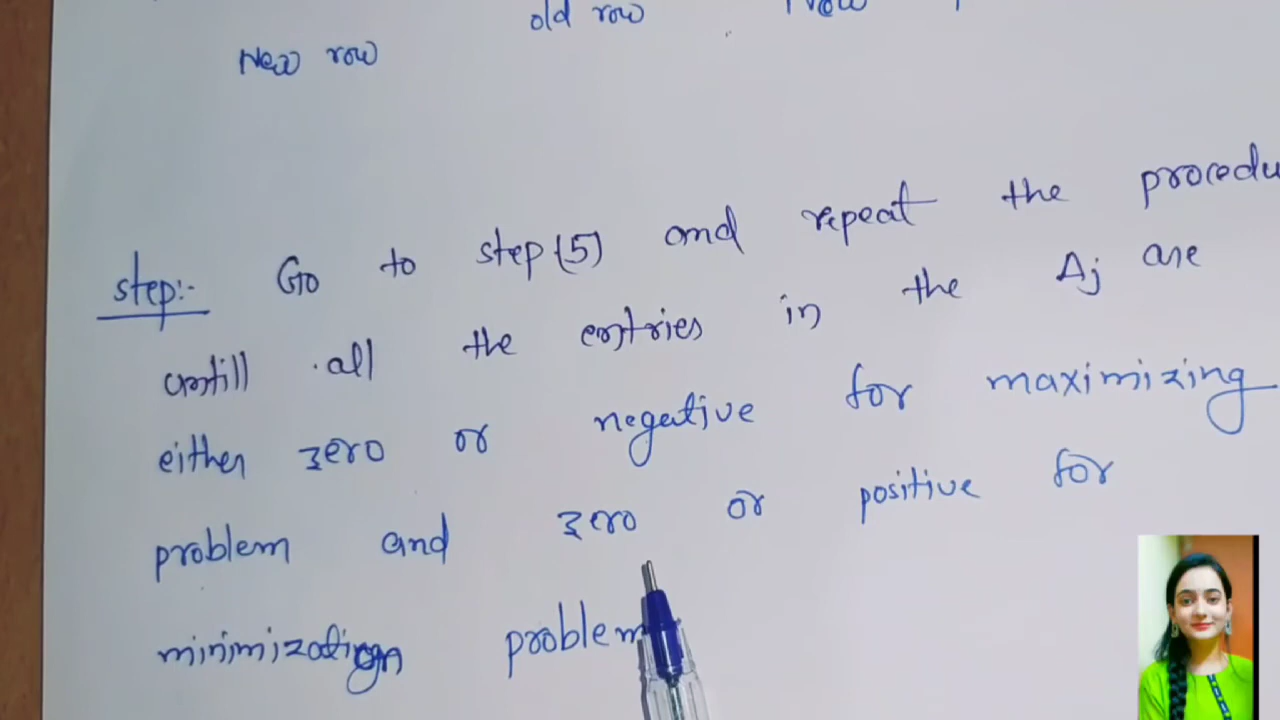 old row
New row
step:- Go to step (5) and repeat the procedu
untill all the entries in the Δj are
either zero or negative for maximizing
problem and zero or positive for
minimization problem